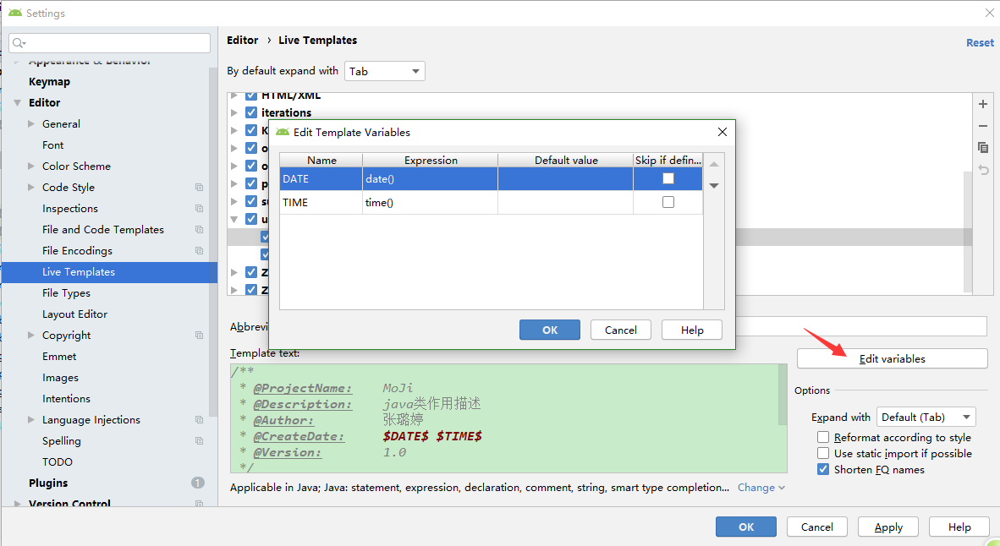 Settings
Editor › Live Templates
Reset
By default expand with Tab
Appearance & Behavior
Keymap
Editor
General
Font
Color Scheme
Code Style
Inspections
File and Code Templates
File Encodings
Live Templates
File Types
Layout Editor
Copyright
Emmet
Images
Intentions
Language Injections
Spelling
TODO
Plugins 1
Version Control
HTML/XML
iterations
K
o
o
p
su
u
Z
Z
Edit Template Variables
Name Expression Default value Skip if defin...
DATE date()
TIME time()
OK Cancel Help
Abbrevi
Template text:
/**
* @ProjectName: MoJi
* @Description: java类作用描述
* @Author: 张璐婷
* @CreateDate: $DATE$ $TIME$
* @Version: 1.0
*/
Edit variables
Options
Expand with Default (Tab)
Reformat according to style
Use static import if possible
Shorten FQ names
Applicable in Java; Java: statement, expression, declaration, comment, string, smart type completion... Change
OK Cancel Apply Help